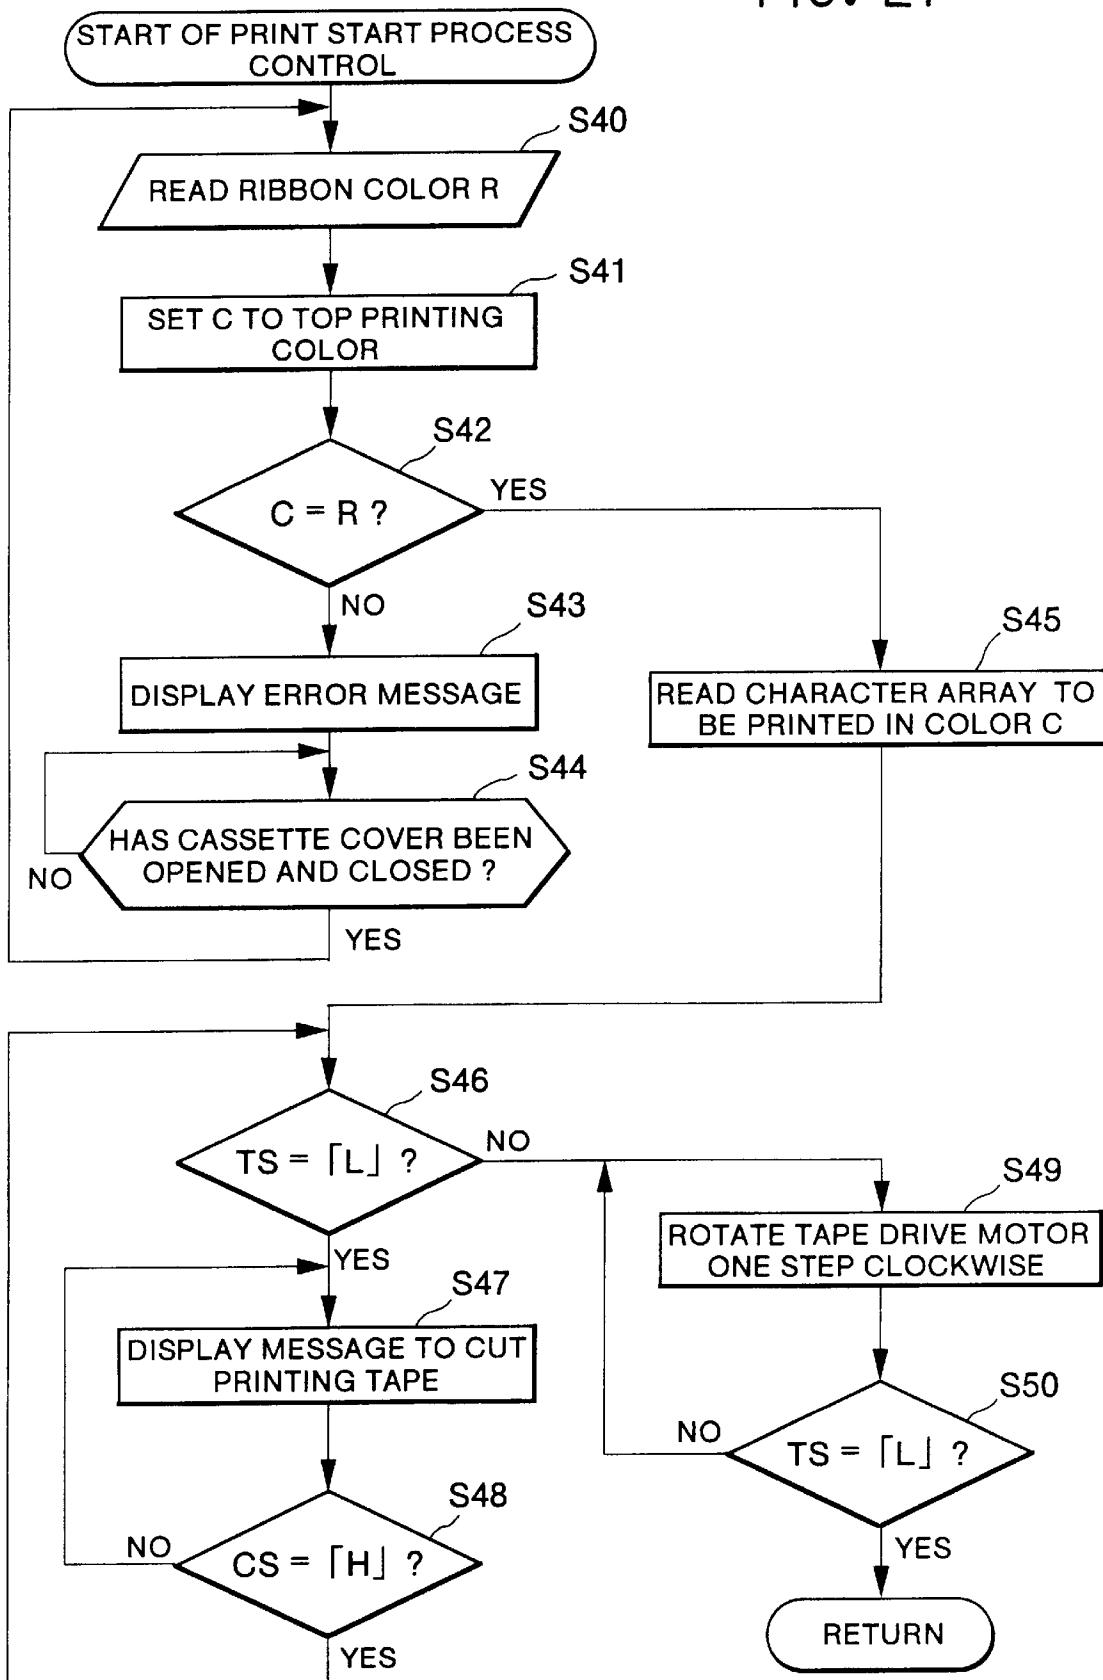 START OF PRINT START PROCESS
CONTROL
S40
READ RIBBON COLOR R
S41
SET C TO TOP PRINTING
COLOR
S42
C = R ?
YES
NO
S43
DISPLAY ERROR MESSAGE
S45
READ CHARACTER ARRAY TO
BE PRINTED IN COLOR C
S44
HAS CASSETTE COVER BEEN
OPENED AND CLOSED ?
NO
YES
S46
TS = ⌈L⌋ ?
NO
YES
S49
ROTATE TAPE DRIVE MOTOR
ONE STEP CLOCKWISE
S47
DISPLAY MESSAGE TO CUT
PRINTING TAPE
S50
TS = ⌈L⌋ ?
NO
YES
S48
CS = ⌈H⌋ ?
NO
YES
RETURN